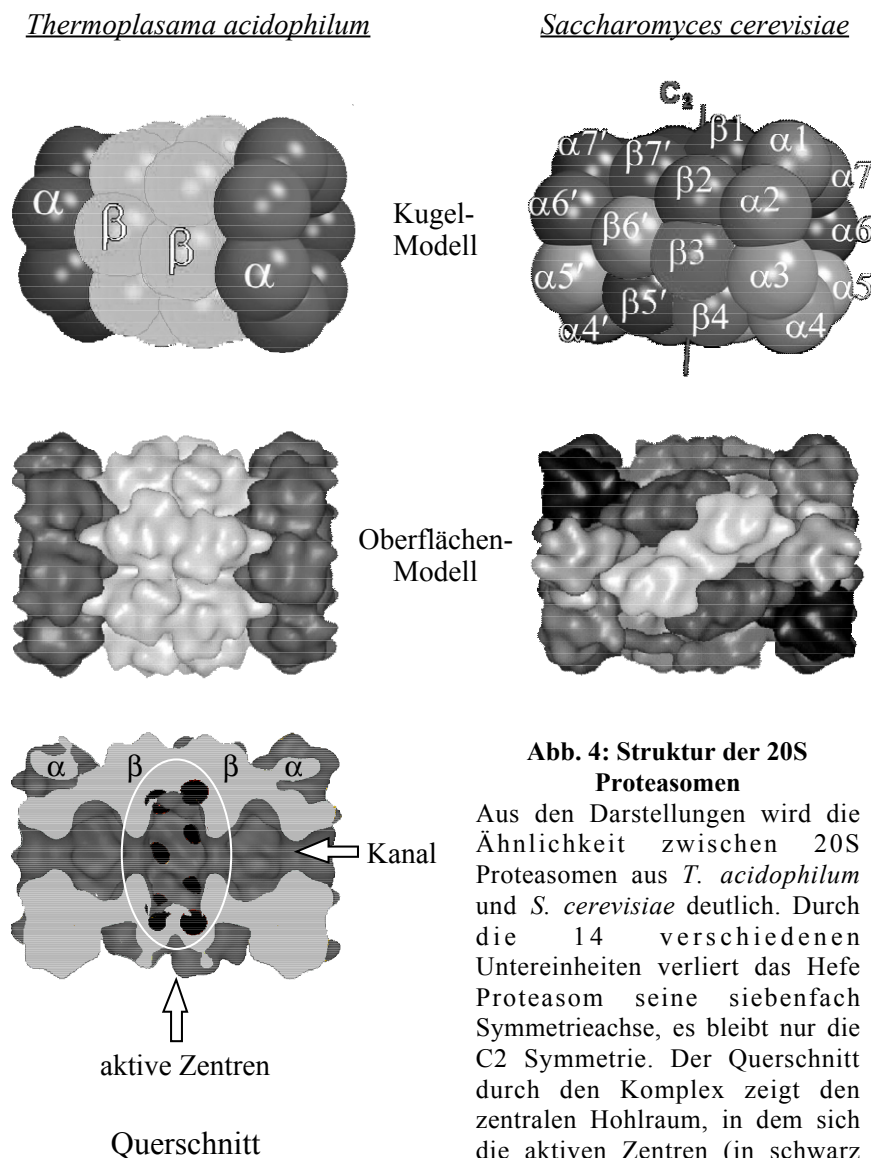 Thermoplasama acidophilum
Saccharomyces cerevisiae
α
β
β
α
Kugel-
Modell
C2
α7′
β7′
β1
α1
α6′
β6′
β2
α2
α7
α5′
β5′
β3
α3
α6
α4′
β4
α4
α5
Oberflächen-
Modell
α
β
β
α
Kanal
aktive Zentren
Querschnitt
Abb. 4: Struktur der 20S
Proteasomen
Aus den Darstellungen wird die
Ähnlichkeit zwischen 20S
Proteasomen aus T. acidophilum
und S. cerevisiae deutlich. Durch
die 14 verschiedenen
Untereinheiten verliert das Hefe
Proteasom seine siebenfach
Symmetrieachse, es bleibt nur die
C2 Symmetrie. Der Querschnitt
durch den Komplex zeigt den
zentralen Hohlraum, in dem sich
die aktiven Zentren (in schwarz